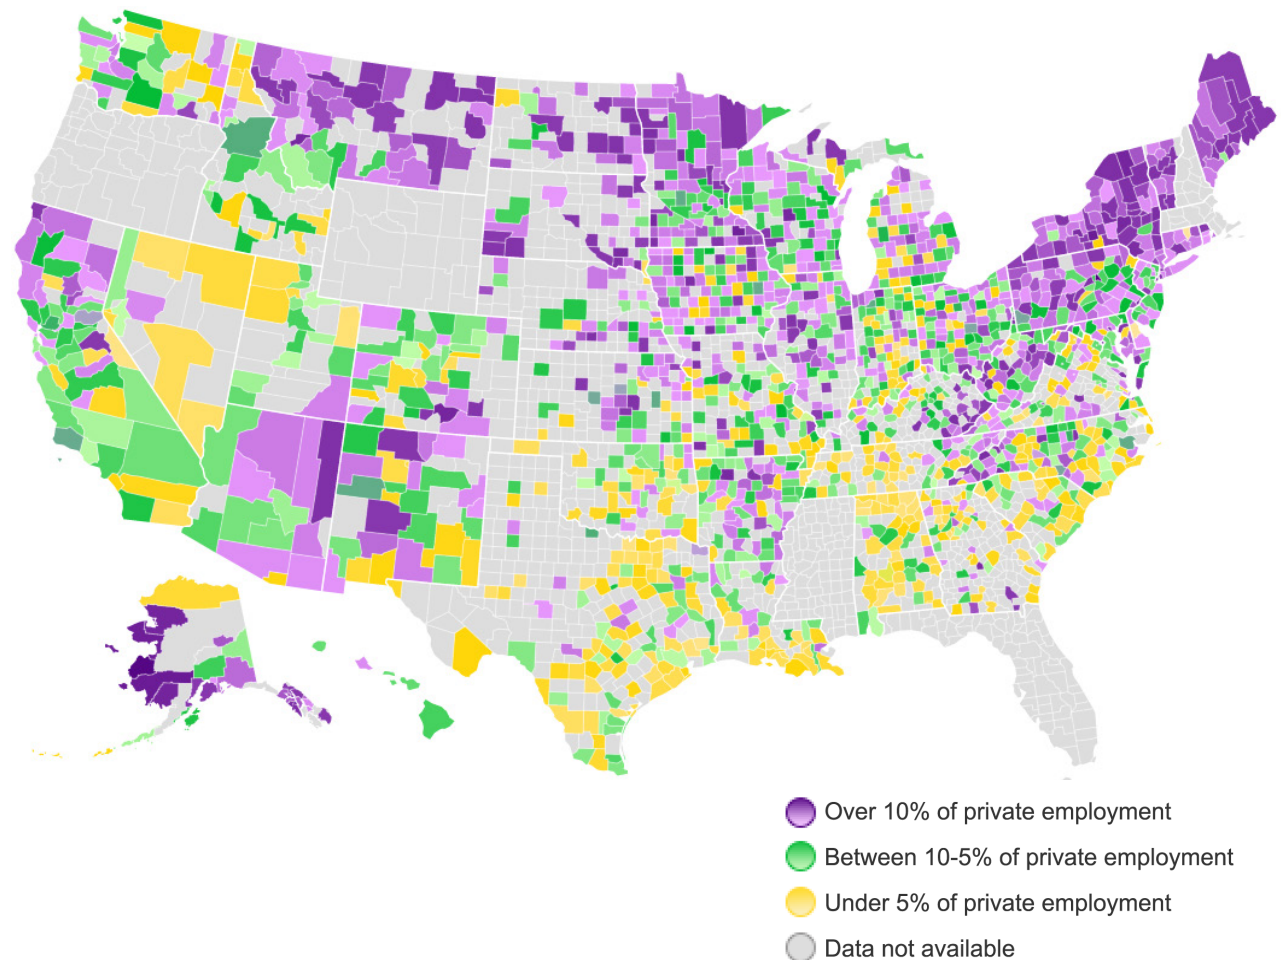 Over 10% of private employment
Between 10-5% of private employment
Under 5% of private employment
Data not available